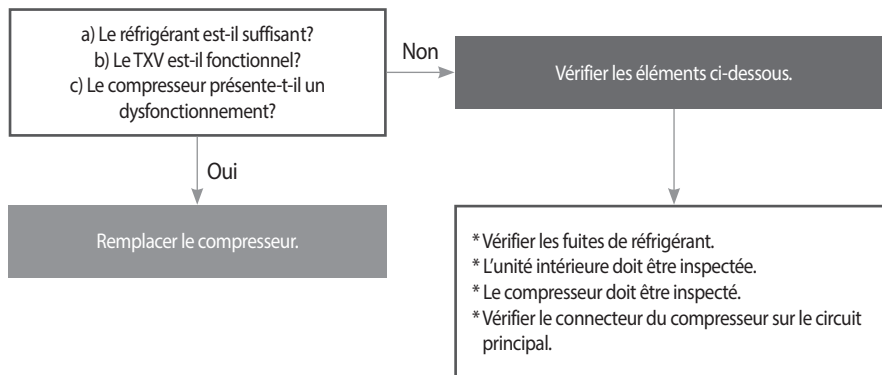 a) Le réfrigérant est-il suffisant?
b) Le TXV est-il fonctionnel?
c) Le compresseur présente-t-il un
dysfonctionnement?
Non
Vérifier les éléments ci-dessous.
Oui
Remplacer le compresseur.
* Vérifier les fuites de réfrigérant.
* L'unité intérieure doit être inspectée.
* Le compresseur doit être inspecté.
* Vérifier le connecteur du compresseur sur le circuit
principal.